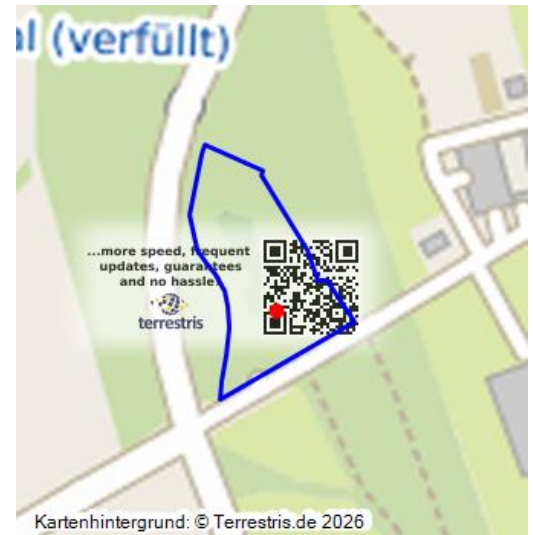 al (verfüllt)
...more speed, frequent
updates, guarantees
and no hassle!
terrestris
Kartenhintergrund: © Terrestris.de 2026